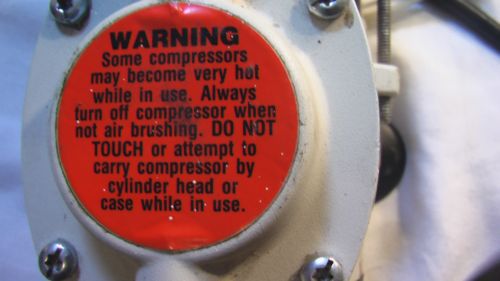 WARNING
Some compressors
may become very hot
while in use. Always
turn off compressor when
not air brushing. DO NOT
TOUCH or attempt to
carry compressor by
cylinder head or
case while in use.